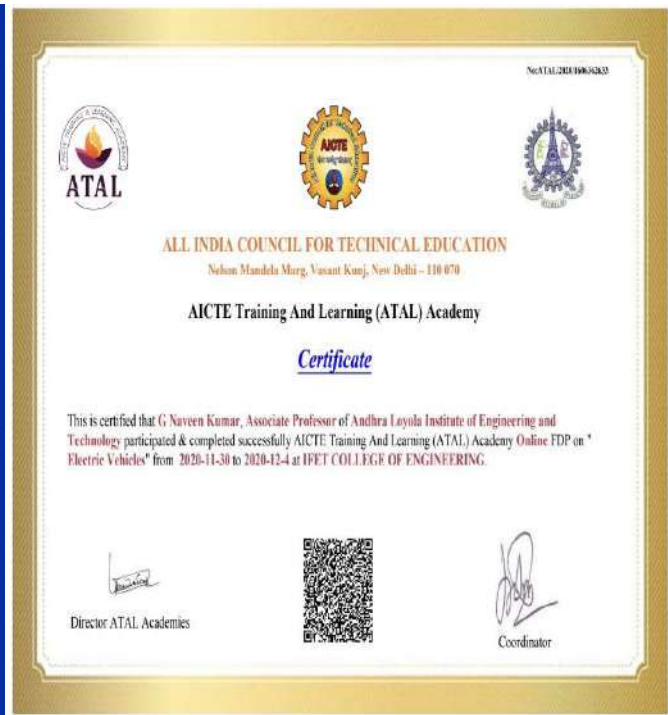 No:ATAL/2020/1606362633
ATAL
AICTE
ALL INDIA COUNCIL FOR TECHNICAL EDUCATION
Nelson Mandela Marg, Vasant Kunj, New Delhi – 110 070
AICTE Training And Learning (ATAL) Academy
Certificate
This is certified that G Naveen Kumar, Associate Professor of Andhra Loyola Institute of Engineering and
Technology participated & completed successfully AICTE Training And Learning (ATAL) Academy Online FDP on "
Electric Vehicles" from 2020-11-30 to 2020-12-4 at IFET COLLEGE OF ENGINEERING.
Director ATAL Academies
Coordinator